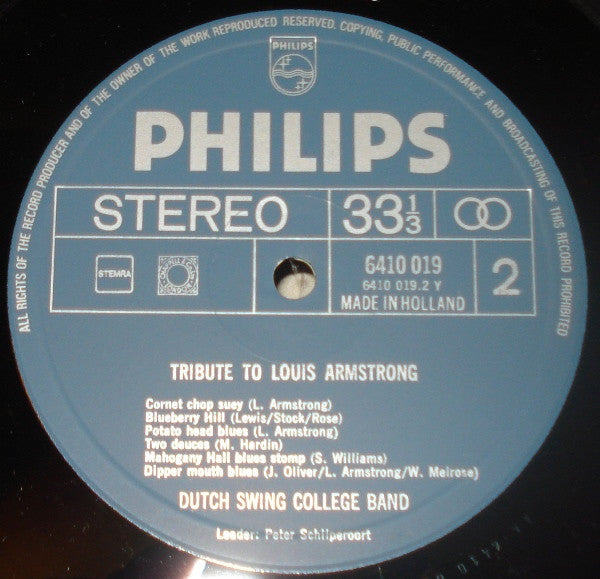 ALL RIGHTS OF THE RECORD PRODUCER AND OF THE OWNER OF THE WORK REPRODUCED RESERVED. COPYING, PUBLIC PERFORMANCE AND BROADCASTING OF THIS RECORD PROHIBITED
PHILIPS
PHILIPS
STEREO 33 1/3
STEMRA
6410 019
6410 019.2 Y
MADE IN HOLLAND
2
TRIBUTE TO LOUIS ARMSTRONG
Cornet chop suey (L. Armstrong)
Blueberry Hill (Lewis/Stock/Rose)
Potato head blues (L. Armstrong)
Two deuces (M. Hardin)
Mahogany Hall blues stomp (S. Williams)
Dipper mouth blues (J. Oliver/L. Armstrong/W. Melrose)
DUTCH SWING COLLEGE BAND
Leader: Peter Schilperoort